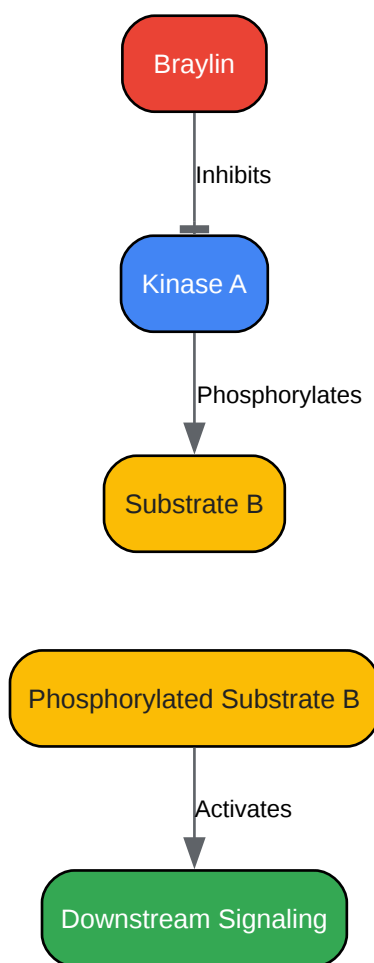 Braylin
Inhibits
Kinase A
Phosphorylates
Substrate B
Phosphorylated Substrate B
Activates
Downstream Signaling